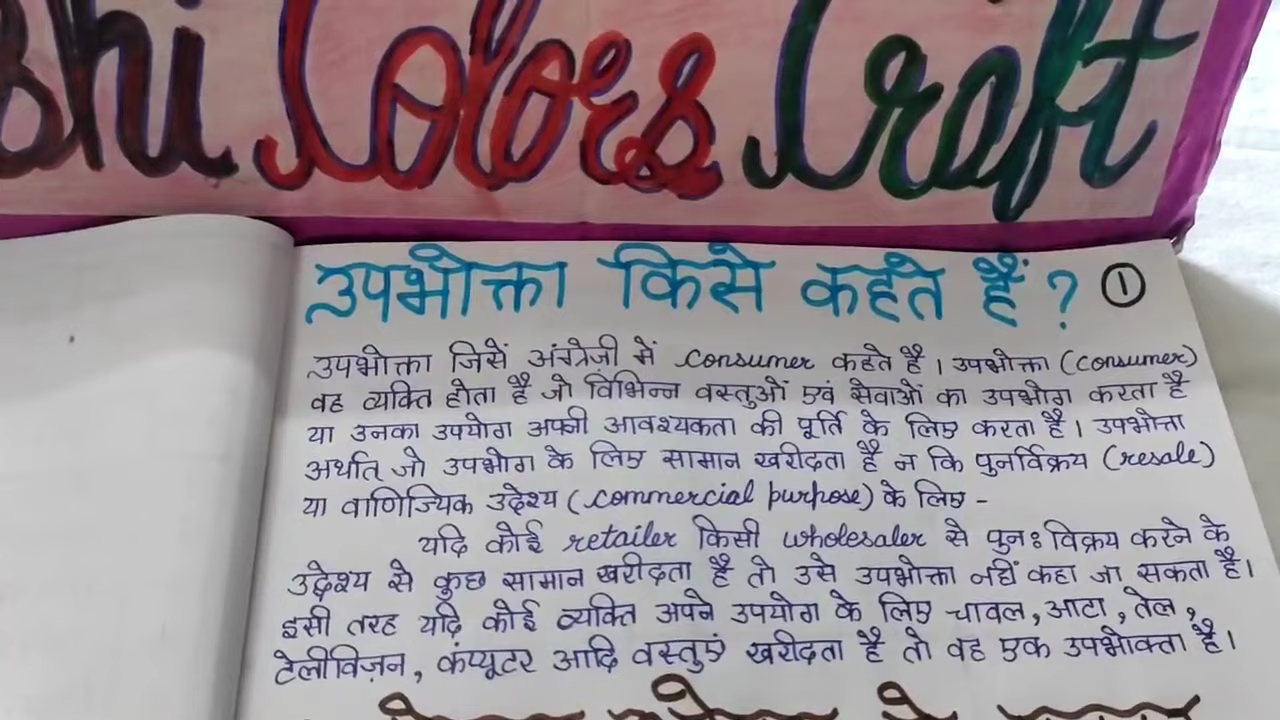 shi Colors Craft
उपभोक्ता किसे कहते हैं ? ①
उपभोक्ता जिसें अंग्रेजी में consumer कहते है । उपभोक्ता (consumer)
वह व्यक्ति होता है जो विभिन्न वस्तुओं एवं सेवाओं का उपभोग करता है
या उनका उपयोग अपनी आवश्यकता की पूर्ति के लिए करता है । उपभोक्ता
अर्थात् जो उपभोग के लिए सामान खरीदता है न कि पुनर्विक्रय (resale)
या वाणिज्यिक उद्देश्य (commercial purpose) के लिए -
यदि कोई retailer किसी wholesaler से पुनः विक्रय करने के
उद्देश्य से कुछ सामान खरीदता है तो उसे उपभोक्ता नहीं कहा जा सकता है।
इसी तरह यदि कोई व्यक्ति अपने उपयोग के लिए चावल, आटा, तेल,
टेलीविज़न, कंप्यूटर आदि वस्तुएं खरीदता है तो वह एक उपभोक्ता है।